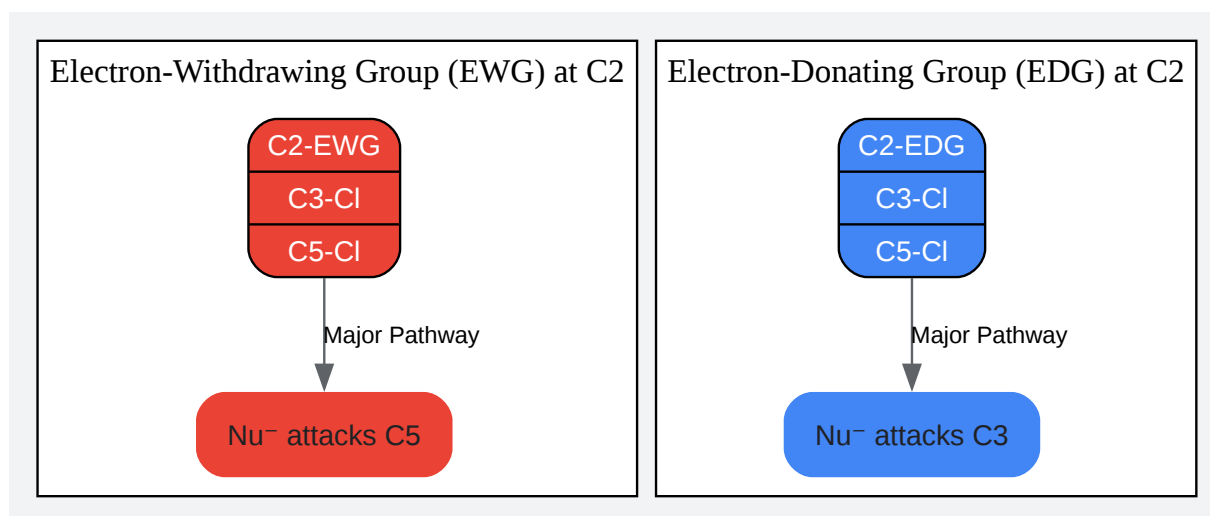 Electron-Withdrawing Group (EWG) at C2
C2-EWG
C3-Cl
C5-Cl
Major Pathway
Nu⁻ attacks C5
Electron-Donating Group (EDG) at C2
C2-EDG
C3-Cl
C5-Cl
Major Pathway
Nu⁻ attacks C3